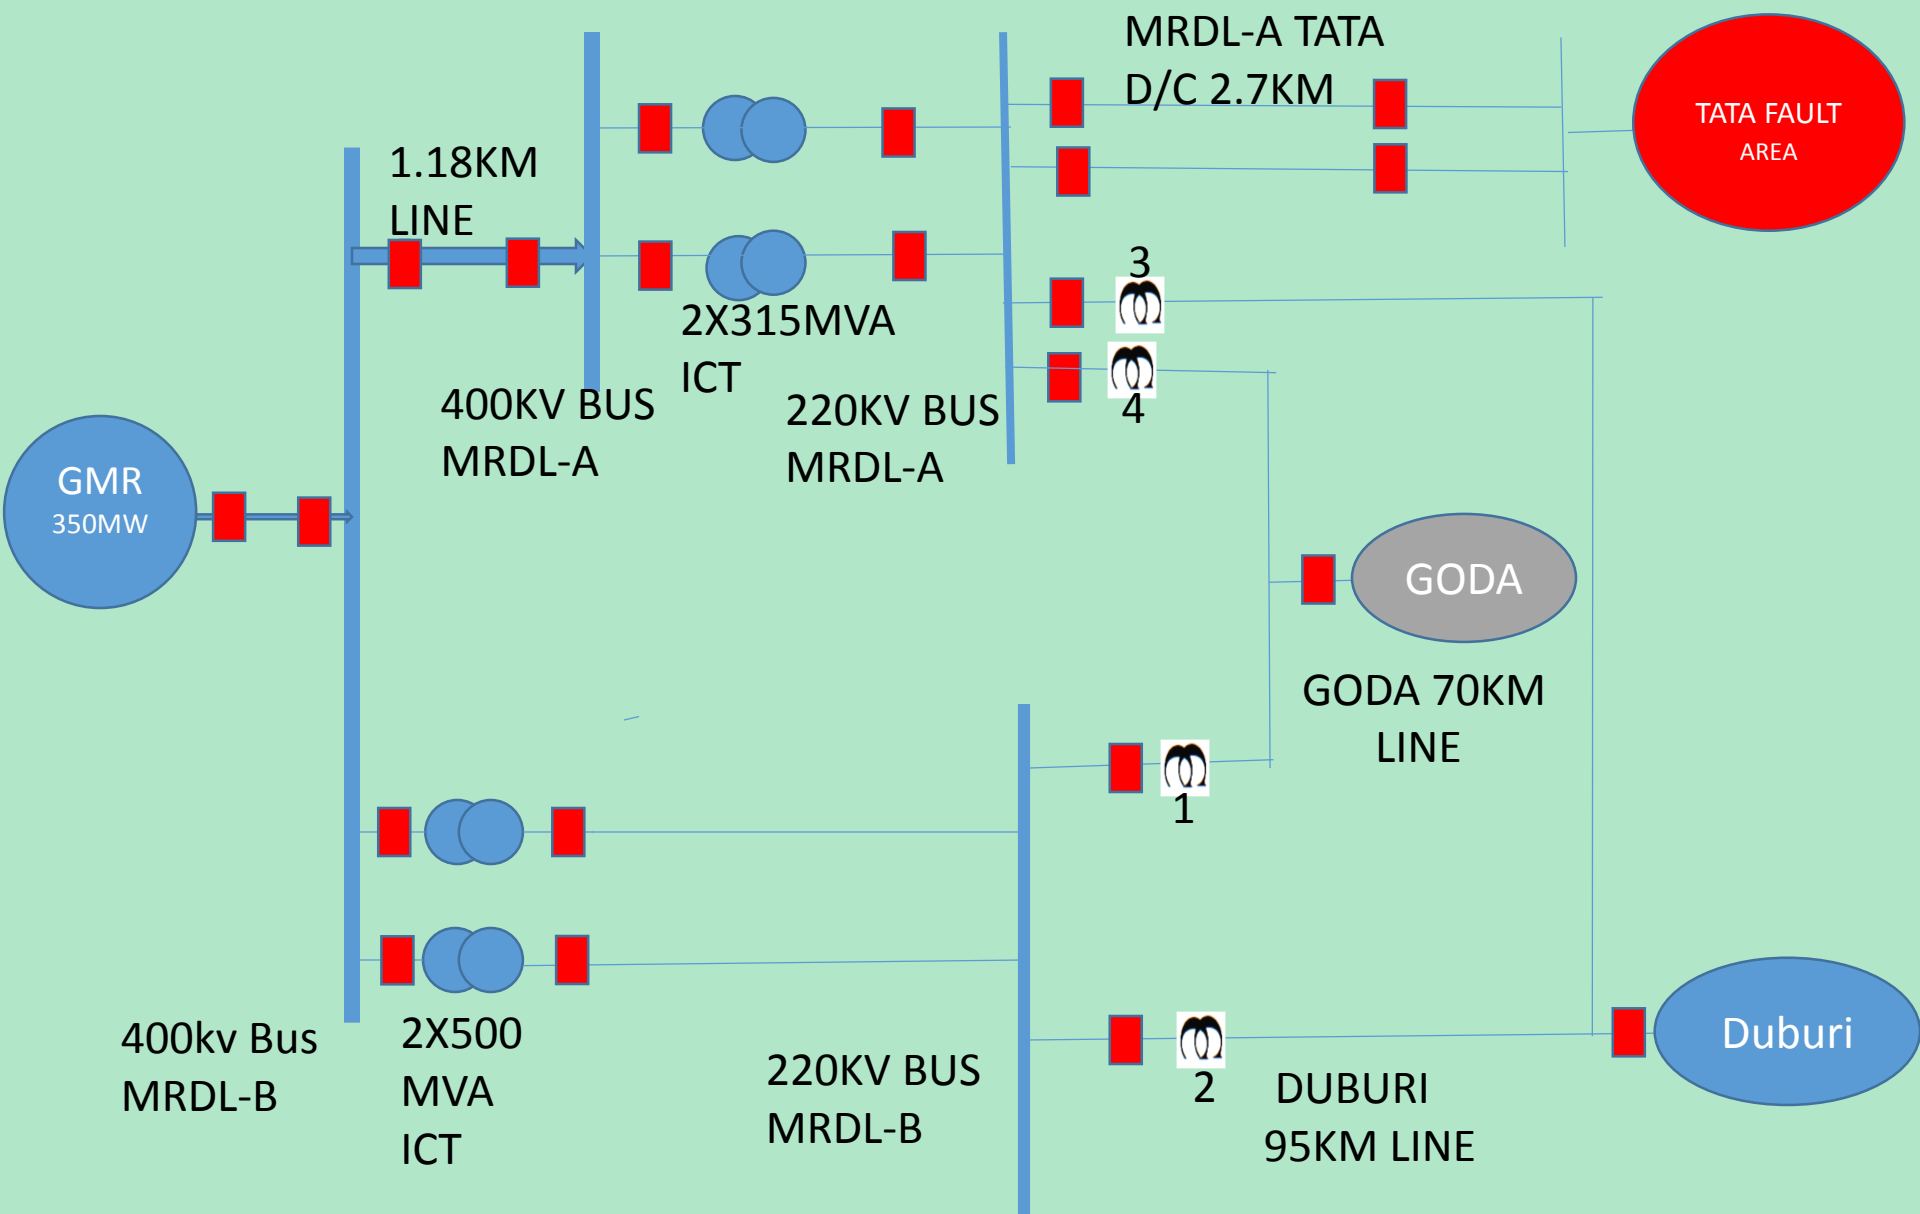 MRDL-A TATA
D/C 2.7KM
TATA FAULT
AREA
1.18KM
LINE
3
2X315MVA
ICT
400KV BUS
MRDL-A
220KV BUS
MRDL-A
4
GMR
350MW
GODA
GODA 70KM
LINE
1
400kv Bus
MRDL-B
2X500
MVA
ICT
220KV BUS
MRDL-B
2
DUBURI
95KM LINE
Duburi